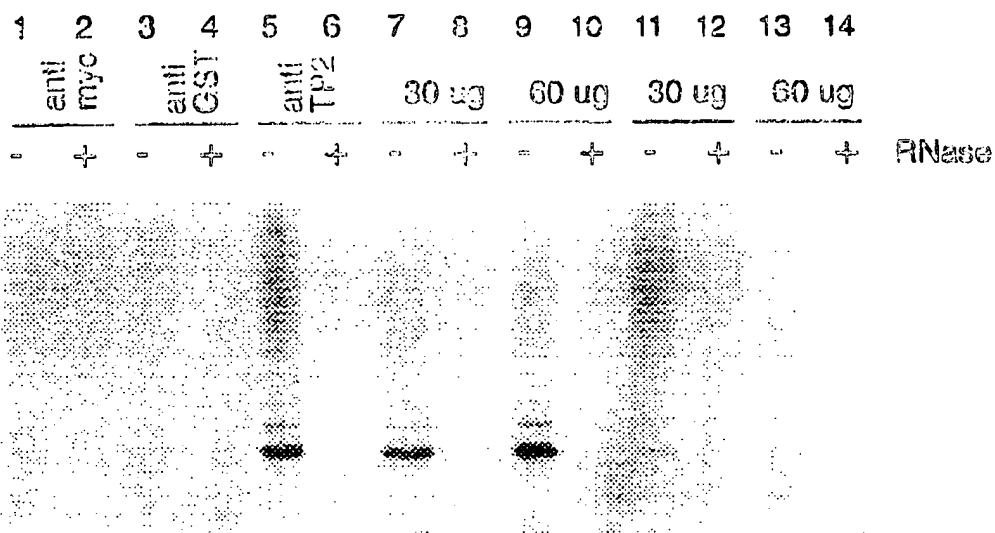 1 2 3 4 5 6 7 8 9 10 11 12 13 14
anti myc
anti GST
anti TP2
30 ug 60 ug 30 ug 60 ug
- + - + - + - + - + - + - + RNase